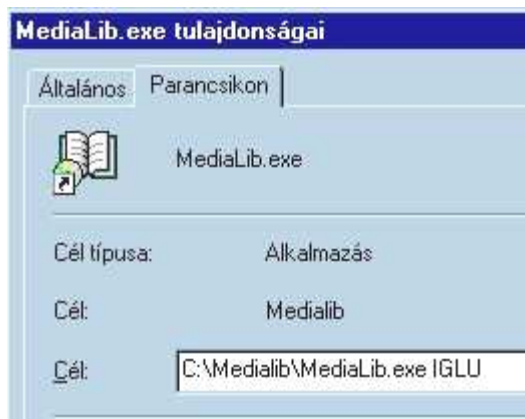 MediaLib.exe tulajdonságai
Általános Parancsikon
MediaLib.exe
Cél típusa: Alkalmazás
Cél: Medialib
Cél: C:\Medialib\MediaLib.exe IGLU